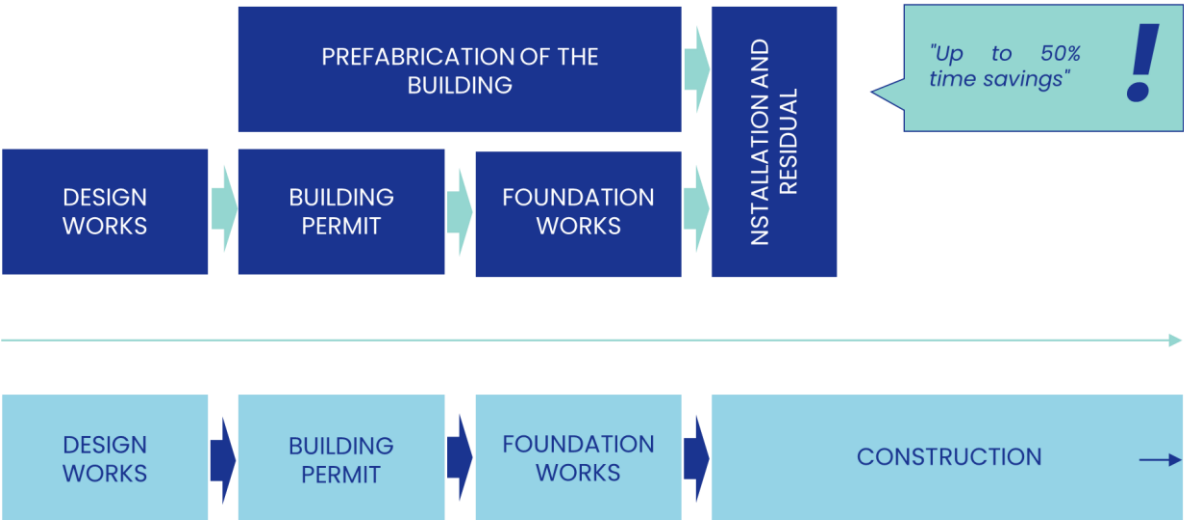 PREFABRICATION OF THE
BUILDING
NSTALLATION AND
RESIDUAL
"Up to 50%
time savings"
!
DESIGN
WORKS
BUILDING
PERMIT
FOUNDATION
WORKS
DESIGN
WORKS
BUILDING
PERMIT
FOUNDATION
WORKS
CONSTRUCTION